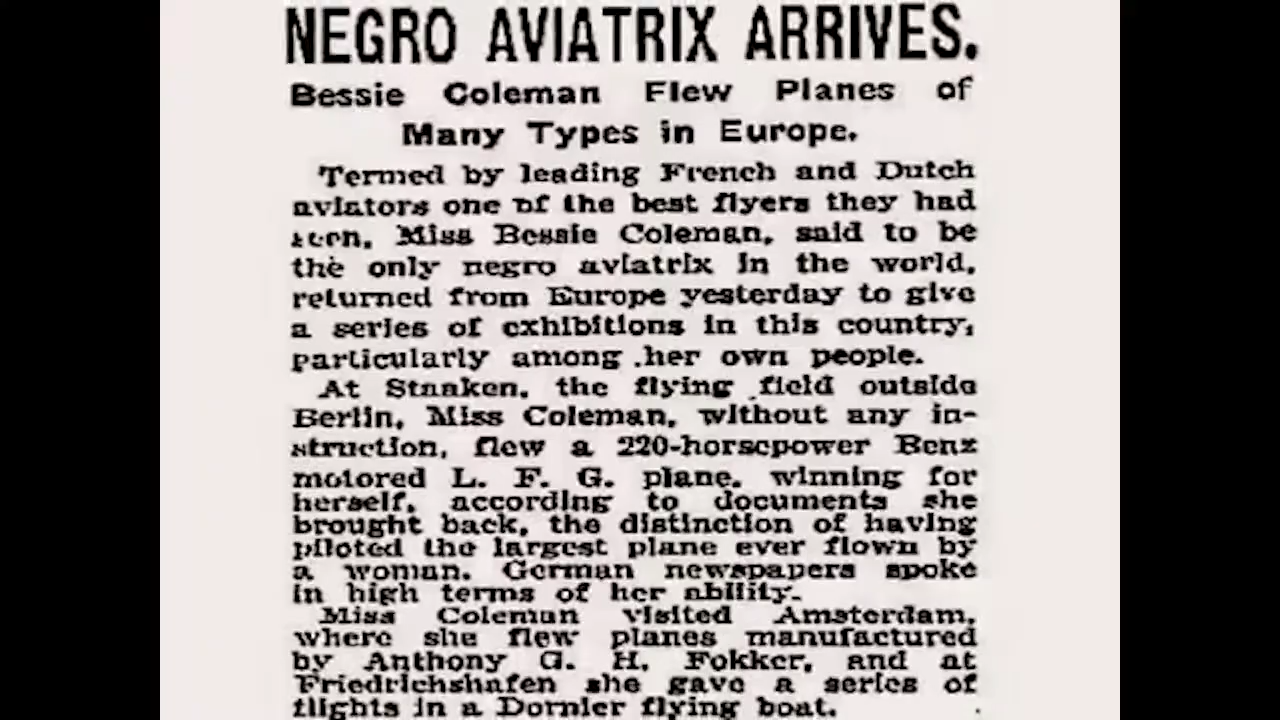 NEGRO AVIATRIX ARRIVES.
Bessie Coleman Flew Planes of
Many Types in Europe.
Termed by leading French and Dutch
aviators one of the best flyers they had
seen, Miss Bessie Coleman, said to be
the only negro aviatrix in the world,
returned from Europe yesterday to give
a series of exhibitions in this country,
particularly among her own people.
At Staaken, the flying field outside
Berlin, Miss Coleman, without any in-
struction, flew a 220-horsepower Benz
motored L. F. G. plane, winning for
herself, according to documents she
brought back, the distinction of having
piloted the largest plane ever flown by
a woman. German newspapers spoke
in high terms of her ability.
Miss Coleman visited Amsterdam,
where she flew planes manufactured
by Anthony G. H. Fokker, and at
Friedrichshafen she gave a series of
flights in a Dornier flying boat.